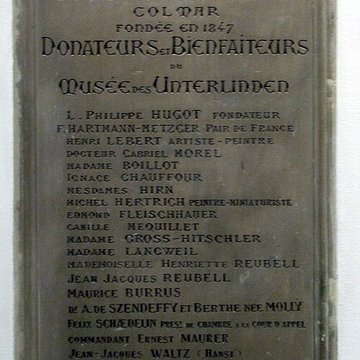 COLMAR
FONDÉE EN 1847
DONATEURS ET BIENFAITEURS
DU
MUSÉE DES UNTERLINDEN
L. PHILIPPE HUGOT FONDATEUR
F. HARTMANN-METZGER PAIR DE FRANCE
HENRI LEBERT ARTISTE-PEINTRE
DOCTEUR GABRIEL MOREL
MADAME BOILLOT
IGNACE CHAUFFOUR
MESDAMES HIRN
MICHEL HERTRICH PEINTRE-MINIATURISTE
EDMOND FLEISCHHAUER
CAMILLE MEQUILLET
MADAME GROSS-HITSCHLER
MADAME LANGWEIL
MADEMOISELLE HENRIETTE REUBELL
JEAN JACQUES REUBELL
MAURICE BURRUS
DR A. DE SZENDEFFY ET BERTHE NÉE MOLLY
FELIX SCHÆDELIN PREST DE CHAMBRE A LA COUR D'APPEL
COMMANDANT ERNEST MAURER
JEAN-JACQUES WALTZ (HANSI)